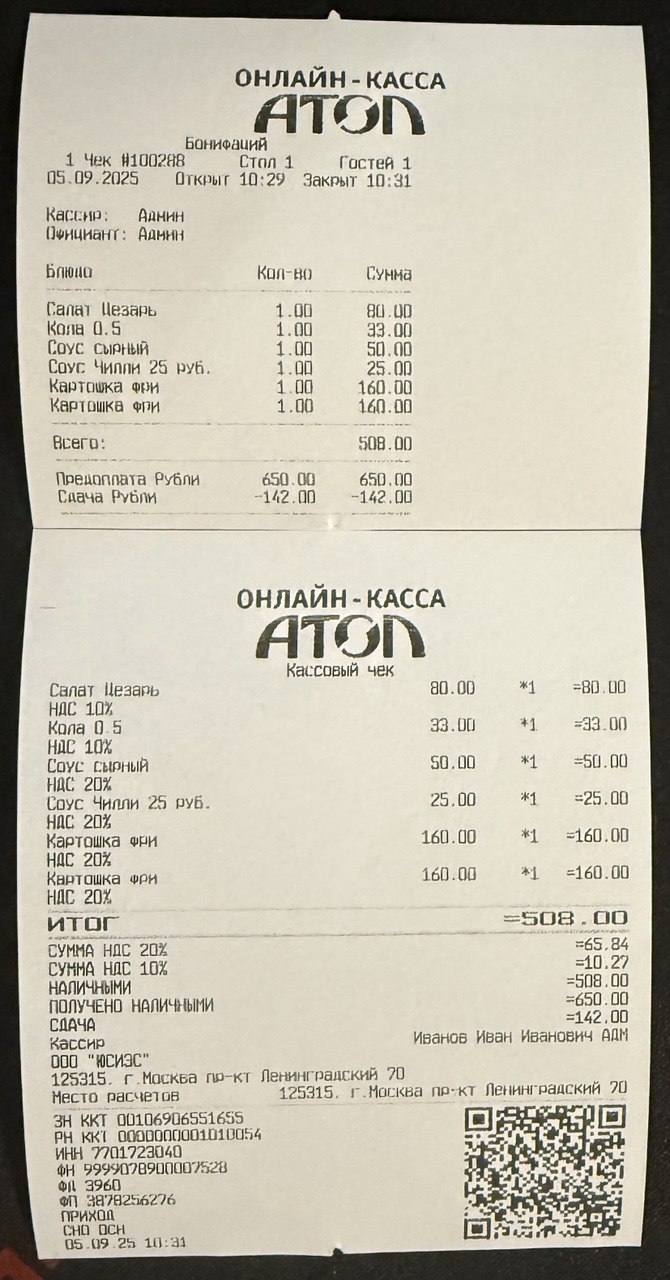 ОНЛАЙН-КАССА
АТОЛ
Бонифаций
1 Чек #100288 Стол 1 Гостей 1
05.09.2025 Открыт 10:29 Закрыт 10:31
Кассир: Админ
Официант: Админ
Блюдо Кол-во Сумма
Салат Цезарь 1.00 80.00
Кола 0.5 1.00 33.00
Соус сырный 1.00 50.00
Соус Чилли 25 руб. 1.00 25.00
Картошка фри 1.00 160.00
Картошка фри 1.00 160.00
Всего: 508.00
Предоплата Рубли 650.00 650.00
Сдача Рубли -142.00 -142.00
ОНЛАЙН-КАССА
АТОЛ
Кассовый чек
Салат Цезарь 80.00 *1 =80.00
НДС 10%
Кола 0.5 33.00 *1 =33.00
НДС 10%
Соус сырный 50.00 *1 =50.00
НДС 20%
Соус Чилли 25 руб. 25.00 *1 =25.00
НДС 20%
Картошка фри 160.00 *1 =160.00
НДС 20%
Картошка фри 160.00 *1 =160.00
НДС 20%
ИТОГ =508.00
СУММА НДС 20% =65.84
СУММА НДС 10% =10.27
НАЛИЧНЫМИ =508.00
ПОЛУЧЕНО НАЛИЧНЫМИ =650.00
СДАЧА =142.00
Кассир Иванов Иван Иванович АДМ
ООО "ЮСИЭС"
125315, г.Москва пр-кт Ленинградский 70
Место расчетов 125315, г.Москва пр-кт Ленинградский 70
ЗН ККТ 00106906551655
РН ККТ 0000000001010054
ИНН 7701723040
ФН 9999078900007528
ФД 3960
ФП 3878256276
ПРИХОД
СНО ОСН
05.09.25 10:31